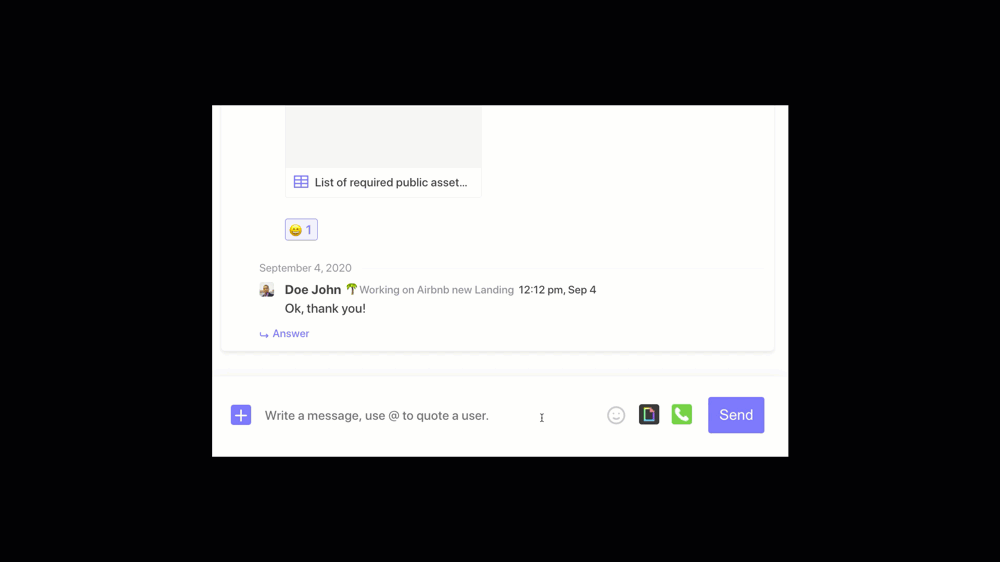 List of required public asset...
1
September 4, 2020
Doe John Working on Airbnb new Landing 12:12 pm, Sep 4
Ok, thank you!
Answer
Write a message, use @ to quote a user.
Send